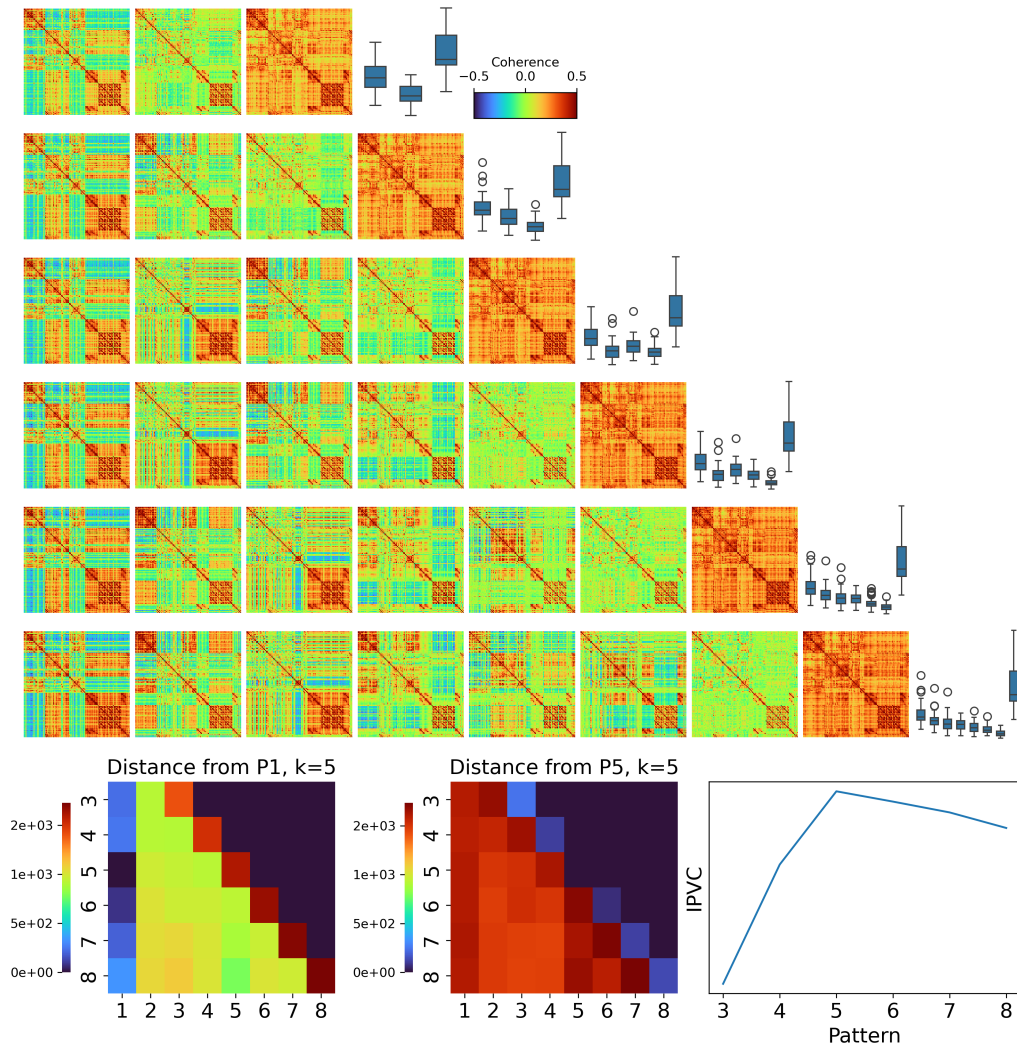 Coherence
−0.5 0.0 0.5
Distance from P1, k=5
Distance from P5, k=5
2e+03
1e+03
5e+02
0e+00
3
4
5
6
7
8
1 2 3 4 5 6 7 8
2e+03
1e+03
5e+02
0e+00
3
4
5
6
7
8
1 2 3 4 5 6 7 8
IPVC
3 4 5 6 7 8
Pattern